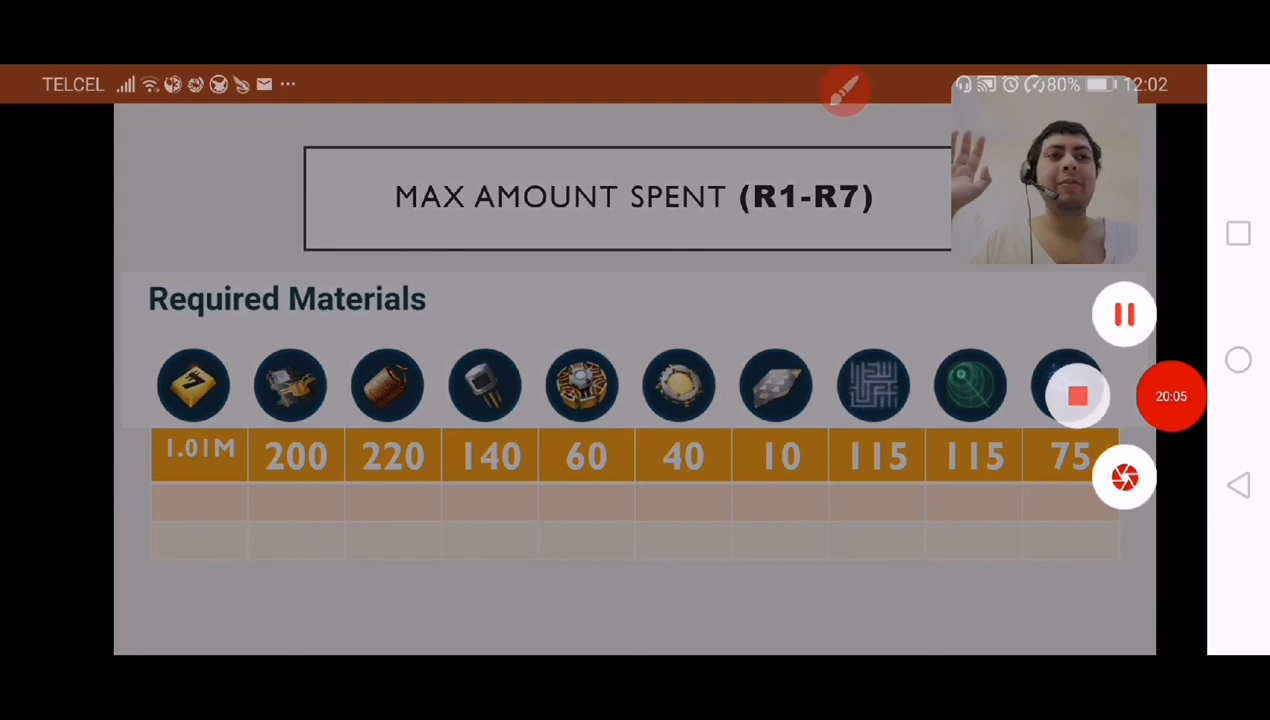 TELCEL 80% 12:02
MAX AMOUNT SPENT (R1-R7)
Required Materials
7
1.01M 200 220 140 60 40 10 115 115 75
20:05